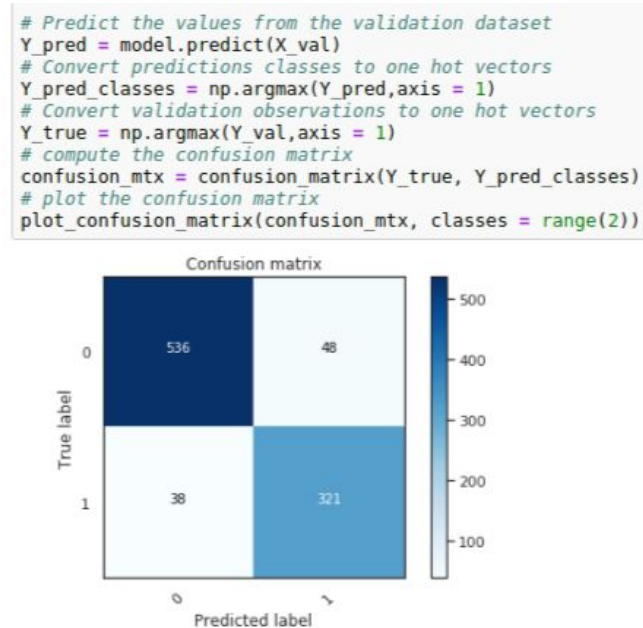 # Predict the values from the validation dataset
Y_pred = model.predict(X_val)
# Convert predictions classes to one hot vectors
Y_pred_classes = np.argmax(Y_pred,axis = 1)
# Convert validation observations to one hot vectors
Y_true = np.argmax(Y_val,axis = 1)
# compute the confusion matrix
confusion_mtx = confusion_matrix(Y_true, Y_pred_classes)
# plot the confusion matrix
plot_confusion_matrix(confusion_mtx, classes = range(2))
Confusion matrix
True label
0
536
48
1
38
321
0
1
Predicted label
500
400
300
200
100